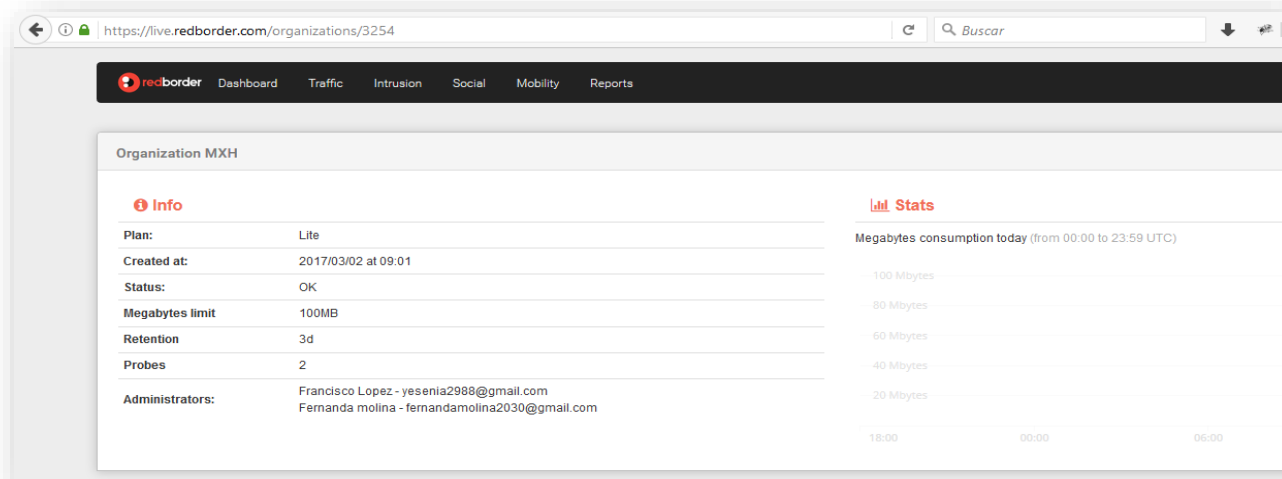 https://live.redborder.com/organizations/3254
Buscar
redborder Dashboard Traffic Intrusion Social Mobility Reports
Organization MXH
Info
Plan: Lite
Created at: 2017/03/02 at 09:01
Status: OK
Megabytes limit 100MB
Retention 3d
Probes 2
Administrators: Francisco Lopez - yesenia2988@gmail.com
Fernanda molina - fernandamolina2030@gmail.com
Stats
Megabytes consumption today (from 00:00 to 23:59 UTC)
100 Mbytes
80 Mbytes
60 Mbytes
40 Mbytes
20 Mbytes
18:00 00:00 06:00